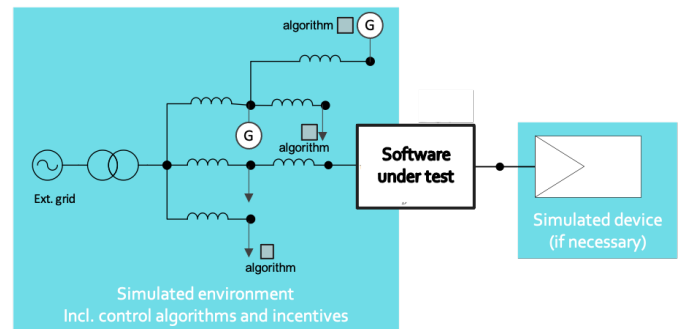 algorithm
G
G
algorithm
Ext. grid
algorithm
Simulated environment
Incl. control algorithms and incentives
Software
under test
Simulated device
(if necessary)